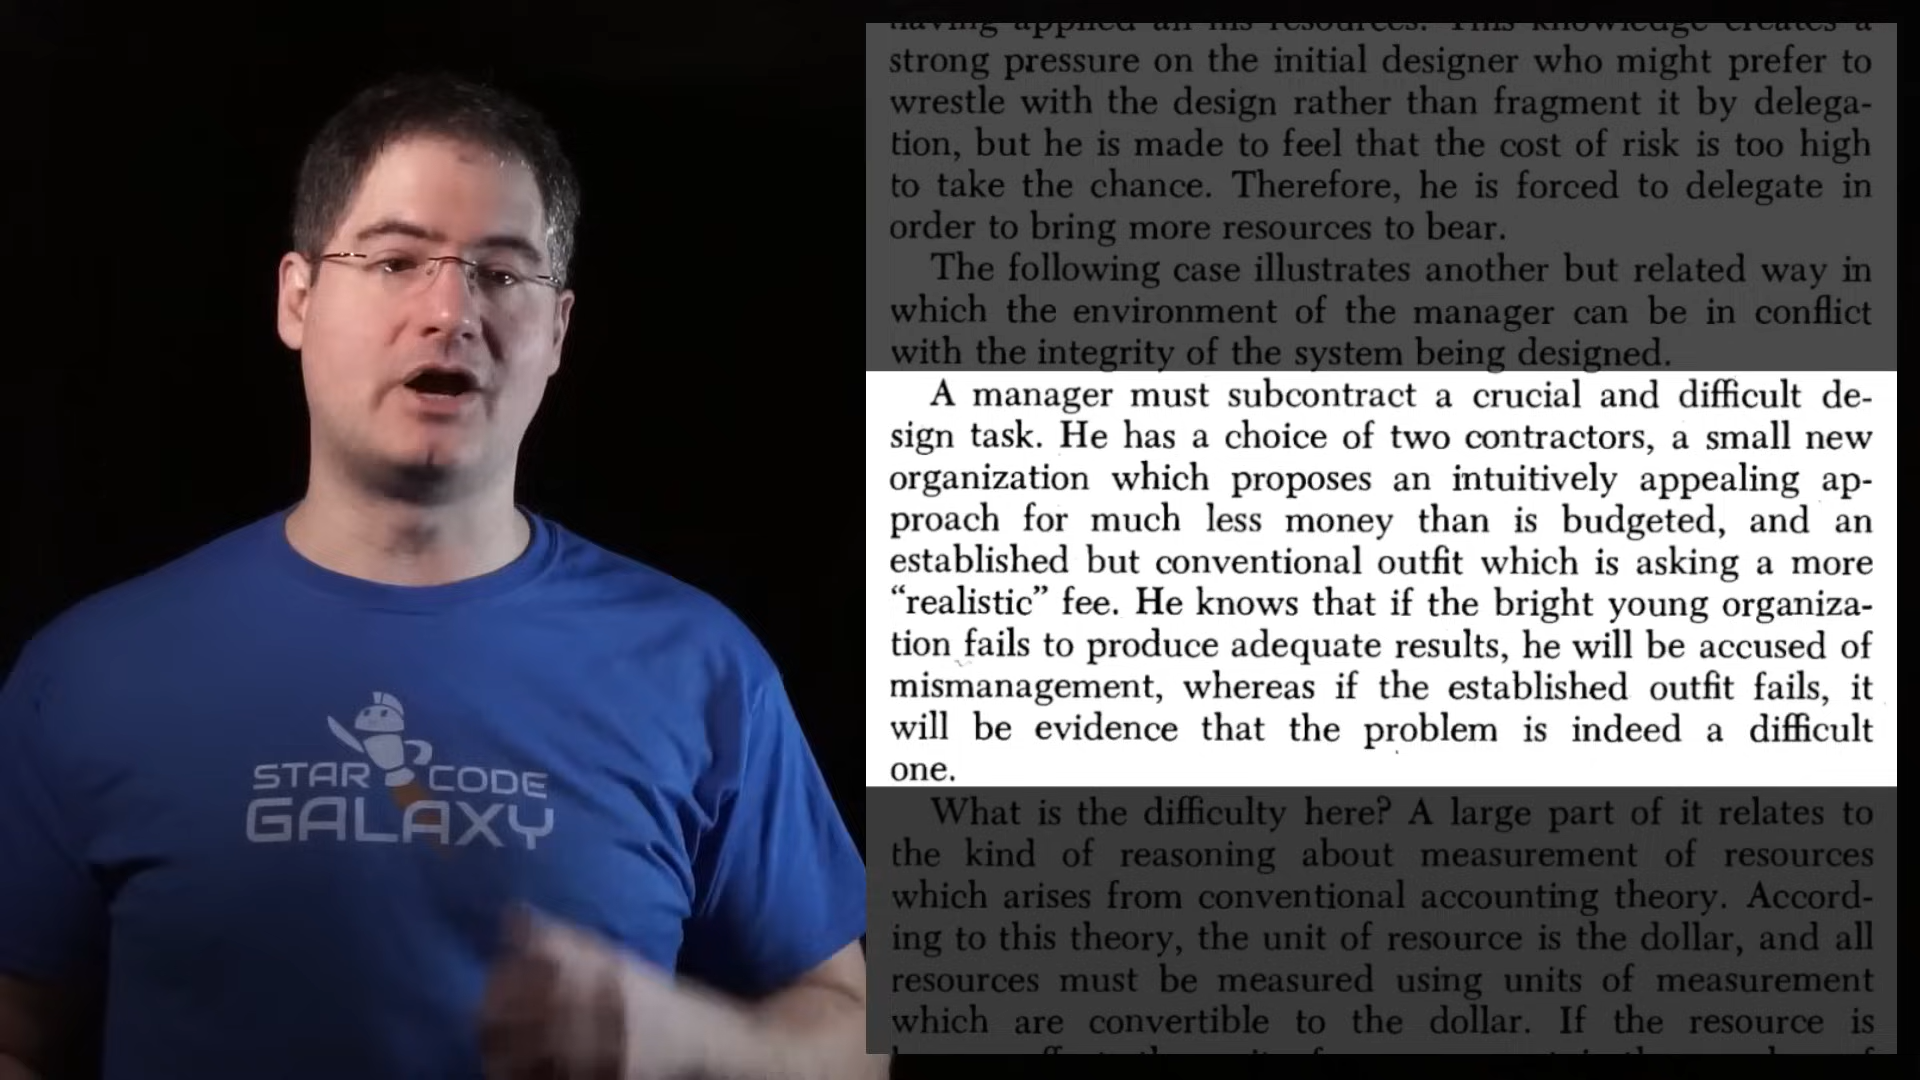 STAR CODE
GALAXY
having applied all his resources. This knowledge creates a
strong pressure on the initial designer who might prefer to
wrestle with the design rather than fragment it by delega-
tion, but he is made to feel that the cost of risk is too high
to take the chance. Therefore, he is forced to delegate in
order to bring more resources to bear.
The following case illustrates another but related way in
which the environment of the manager can be in conflict
with the integrity of the system being designed.
A manager must subcontract a crucial and difficult de-
sign task. He has a choice of two contractors, a small new
organization which proposes an intuitively appealing ap-
proach for much less money than is budgeted, and an
established but conventional outfit which is asking a more
“realistic” fee. He knows that if the bright young organiza-
tion fails to produce adequate results, he will be accused of
mismanagement, whereas if the established outfit fails, it
will be evidence that the problem is indeed a difficult
one.
What is the difficulty here? A large part of it relates to
the kind of reasoning about measurement of resources
which arises from conventional accounting theory. Accord-
ing to this theory, the unit of resource is the dollar, and all
resources must be measured using units of measurement
which are convertible to the dollar. If the resource is